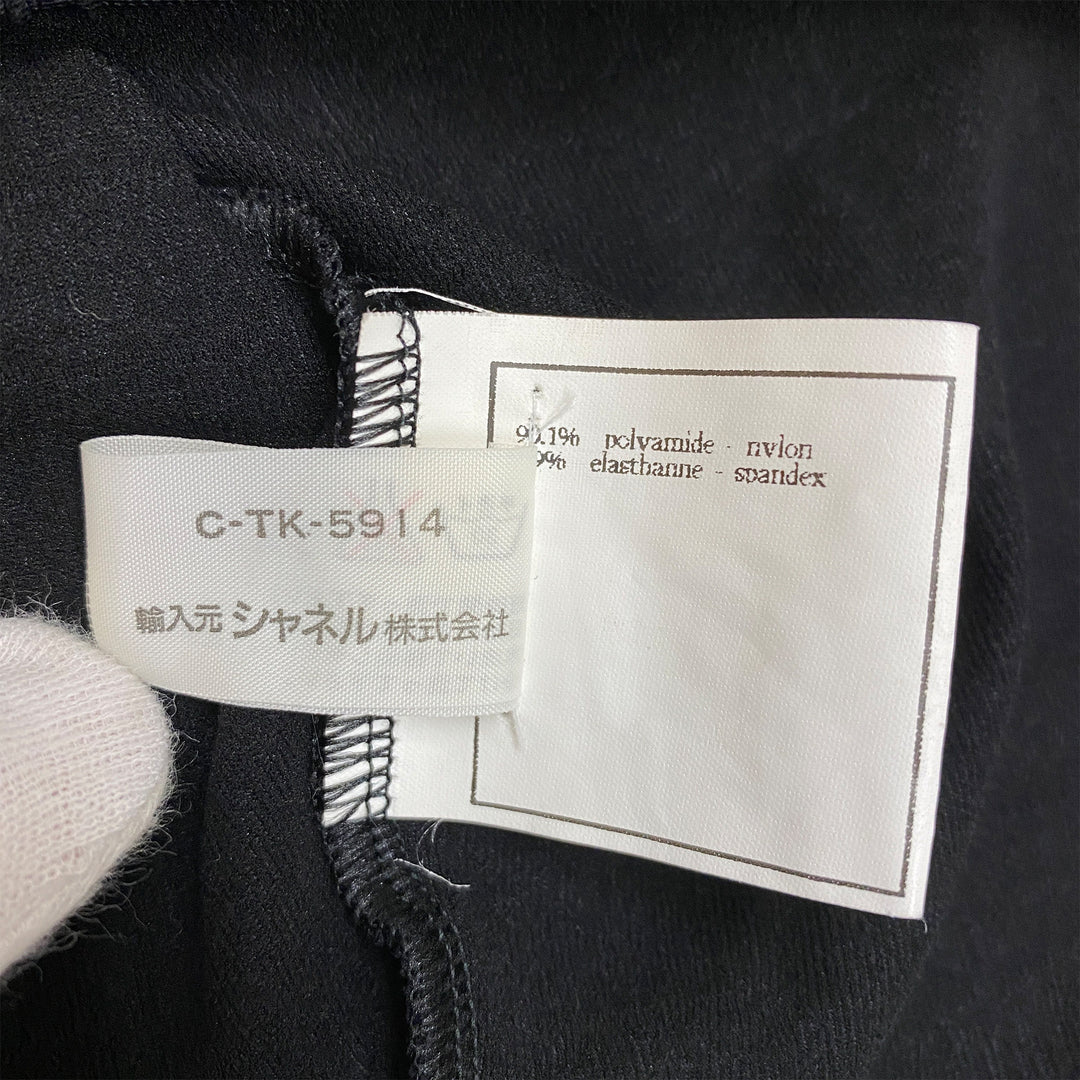 polyamide - nylon
elasthanne - spandex
C-TK-5914
輸入元 シャネル株式会社